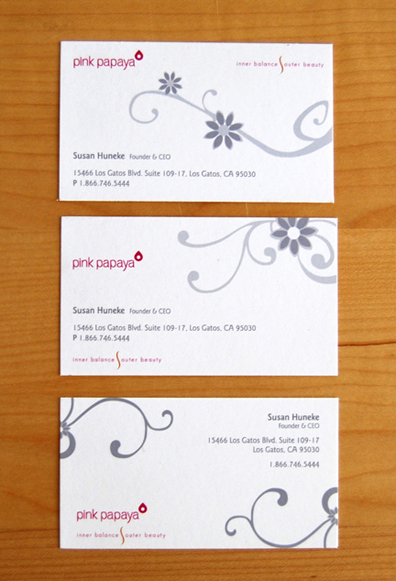 pink papaya
inner balance outer beauty
Susan Huneke Founder & CEO
15466 Los Gatos Blvd. Suite 109-17, Los Gatos, CA 95030
P 1.866.746.5444
pink papaya
Susan Huneke Founder & CEO
15466 Los Gatos Blvd. Suite 109-17, Los Gatos, CA 95030
P 1.866.746.5444
inner balance outer beauty
Susan Huneke
Founder & CEO
15466 Los Gatos Blvd. Suite 109-17
Los Gatos, CA 95030
1.866.746.5444
pink papaya
inner balance outer beauty